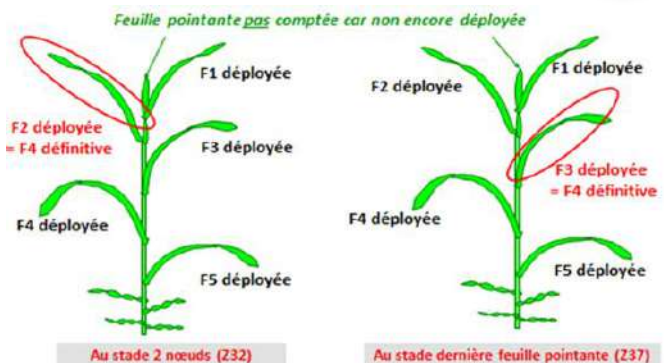 Feuille pointante pas comptée car non encore déployée
F1 déployée
F2 déployée
= F4 définitive
F3 déployée
F4 déployée
F5 déployée
Au stade 2 nœuds (Z32)
F1 déployée
F2 déployée
F3 déployée
= F4 définitive
F4 déployée
F5 déployée
Au stade dernière feuille pointante (Z37)